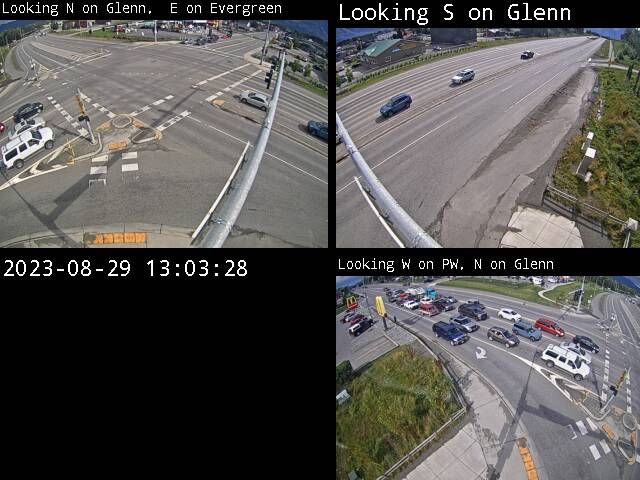 Looking N on Glenn,  E on Evergreen
Looking S on Glenn
2023-08-29 13:03:28
Looking W on PW, N on Glenn